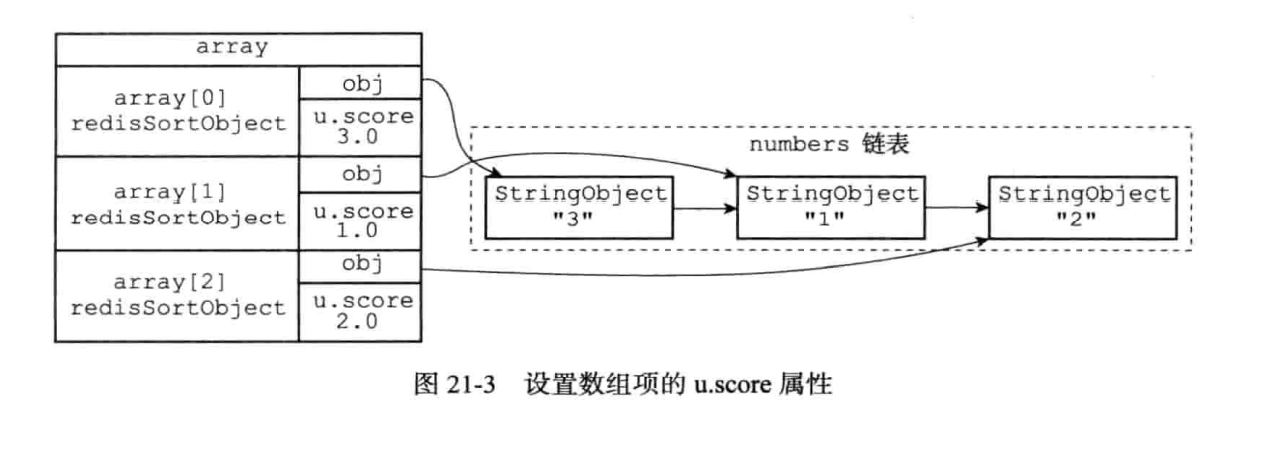 array
array[0]
redisSortObject
obj
u.score
3.0
array[1]
redisSortObject
obj
u.score
1.0
array[2]
redisSortObject
obj
u.score
2.0
numbers 链表
StringObject
"3"
StringObject
"1"
StringObject
"2"
图 21-3 设置数组项的 u.score 属性